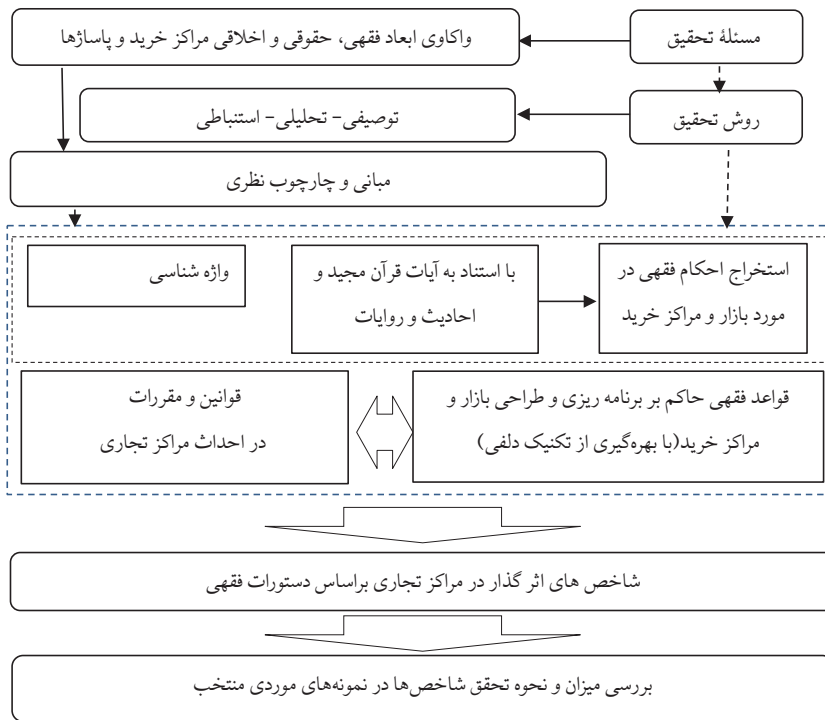 مسئلۀ تحقیق
واکاوی ابعاد فقهی، حقوقی و اخلاقی مراکز خرید و پاساژها
روش تحقیق
توصیفی- تحلیلی- استنباطی
مبانی و چارچوب نظری
استخراج احکام فقهی در
مورد بازار و مراکز خرید
با استناد به آیات قرآن مجید و
احادیث و روایات
واژه شناسی
قواعد فقهی حاکم بر برنامه ریزی و طراحی بازار و
مراکز خرید(با بهره‌گیری از تکنیک دلفی)
قوانین و مقررات
در احداث مراکز تجاری
شاخص های اثر گذار در مراکز تجاری براساس دستورات فقهی
بررسی میزان و نحوه تحقق شاخص‌ها در نمونه‌های موردی منتخب